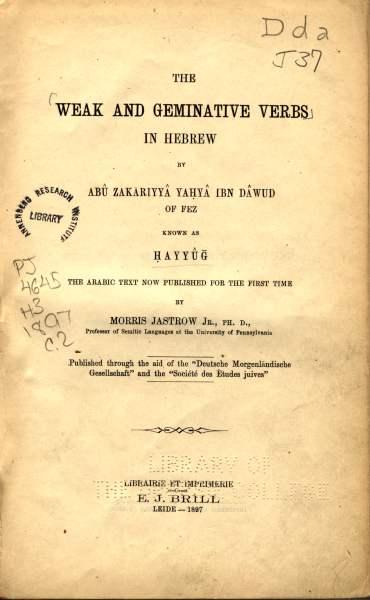 Dda
J37
THE
WEAK AND GEMINATIVE VERBS
IN HEBREW
BY
ABÛ ZAKARIYYÂ YAḤYÂ IBN DÂWUD
OF FEZ
KNOWN AS
ḤAYYÛǴ
ANNENBERG RESEARCH INSTITUTE
LIBRARY
PJ
4645
H3
1897
C.2
THE ARABIC TEXT NOW PUBLISHED FOR THE FIRST TIME
BY
MORRIS JASTROW JR., PH. D.,
Professor of Semitic Languages at the University of Pennsylvania
Published through the aid of the "Deutsche Morgenländische
Gesellschaft" and the "Société des Études juives"
LIBRARY OF
LIBRAIRIE ET IMPRIMERIE
E. J. BRILL
LEIDE — 1897